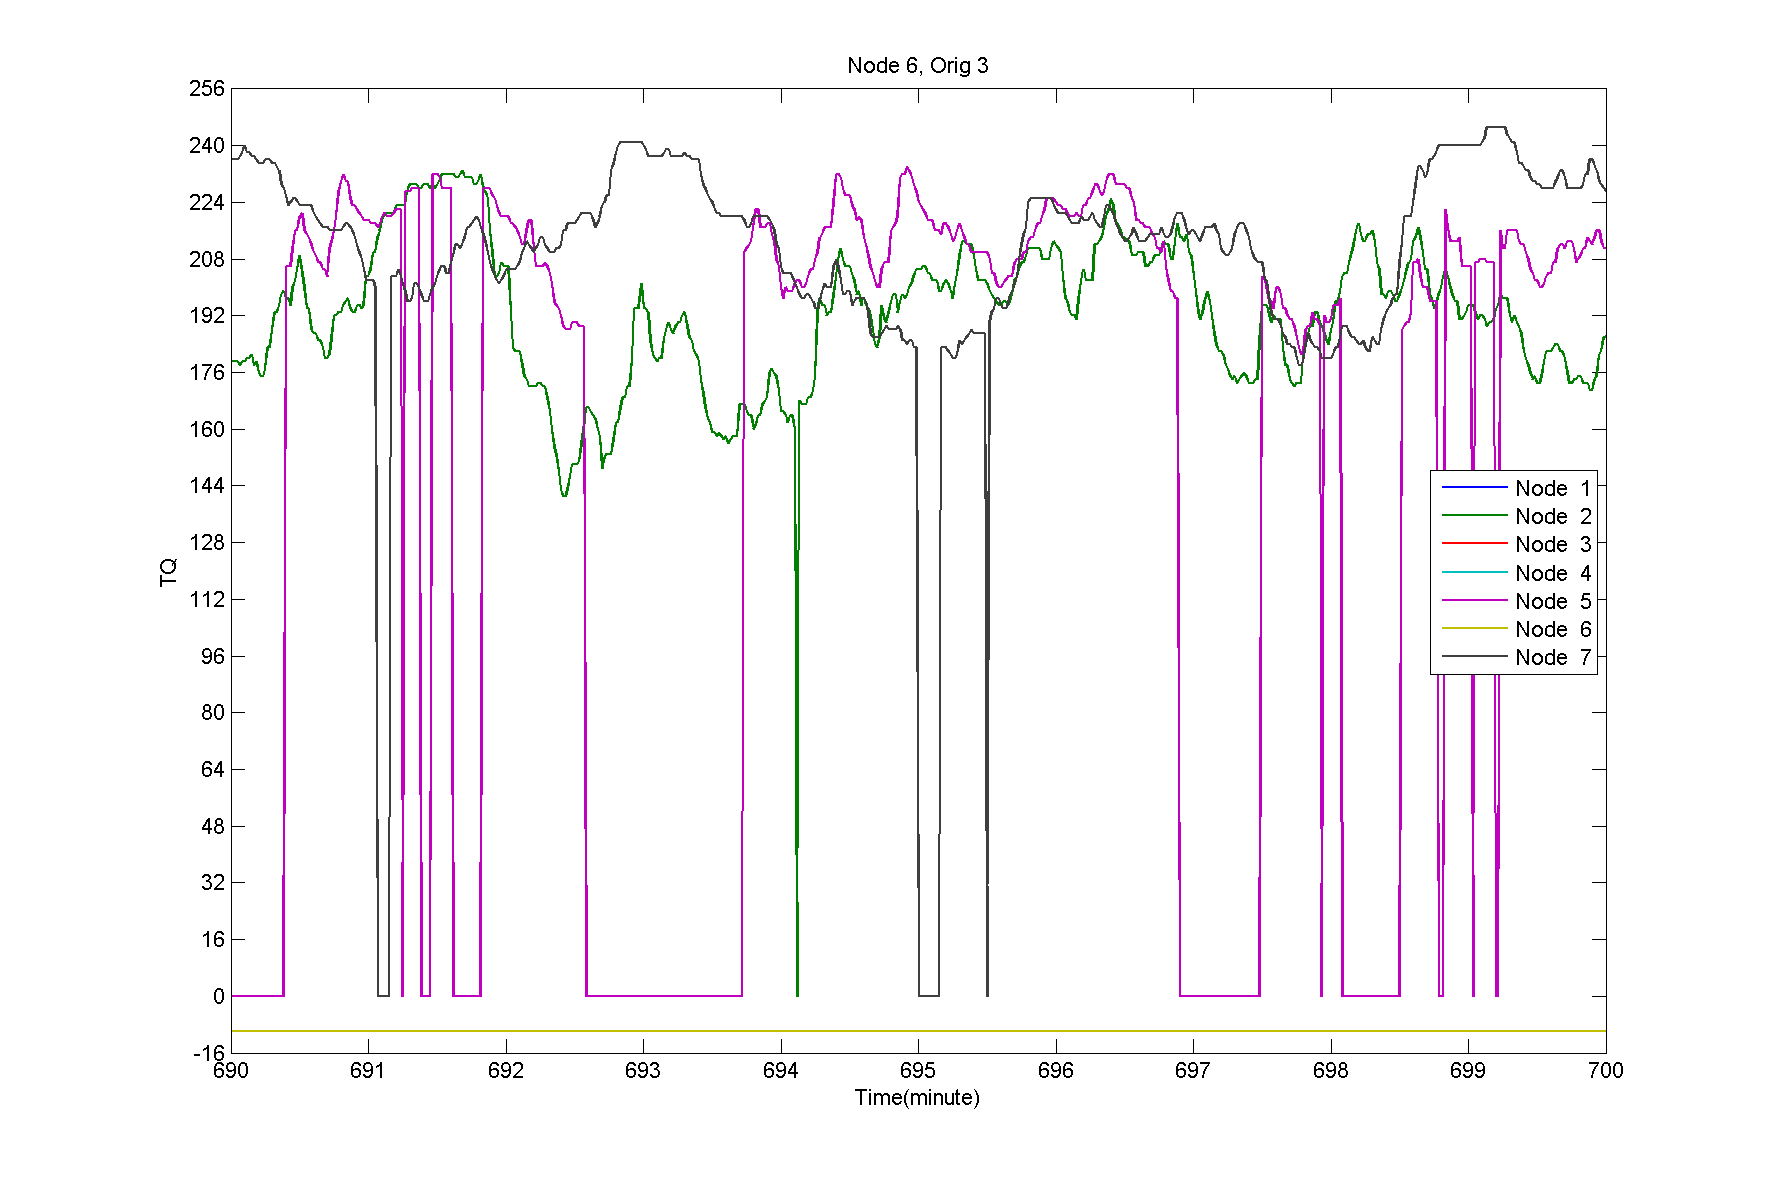 Node 6, Orig 3
256
240
224
208
192
176
160
144
128
112
96
80
64
48
32
16
0
-16
TQ
Node 1
Node 2
Node 3
Node 4
Node 5
Node 6
Node 7
690 691 692 693 694 695 696 697 698 699 700
Time(minute)